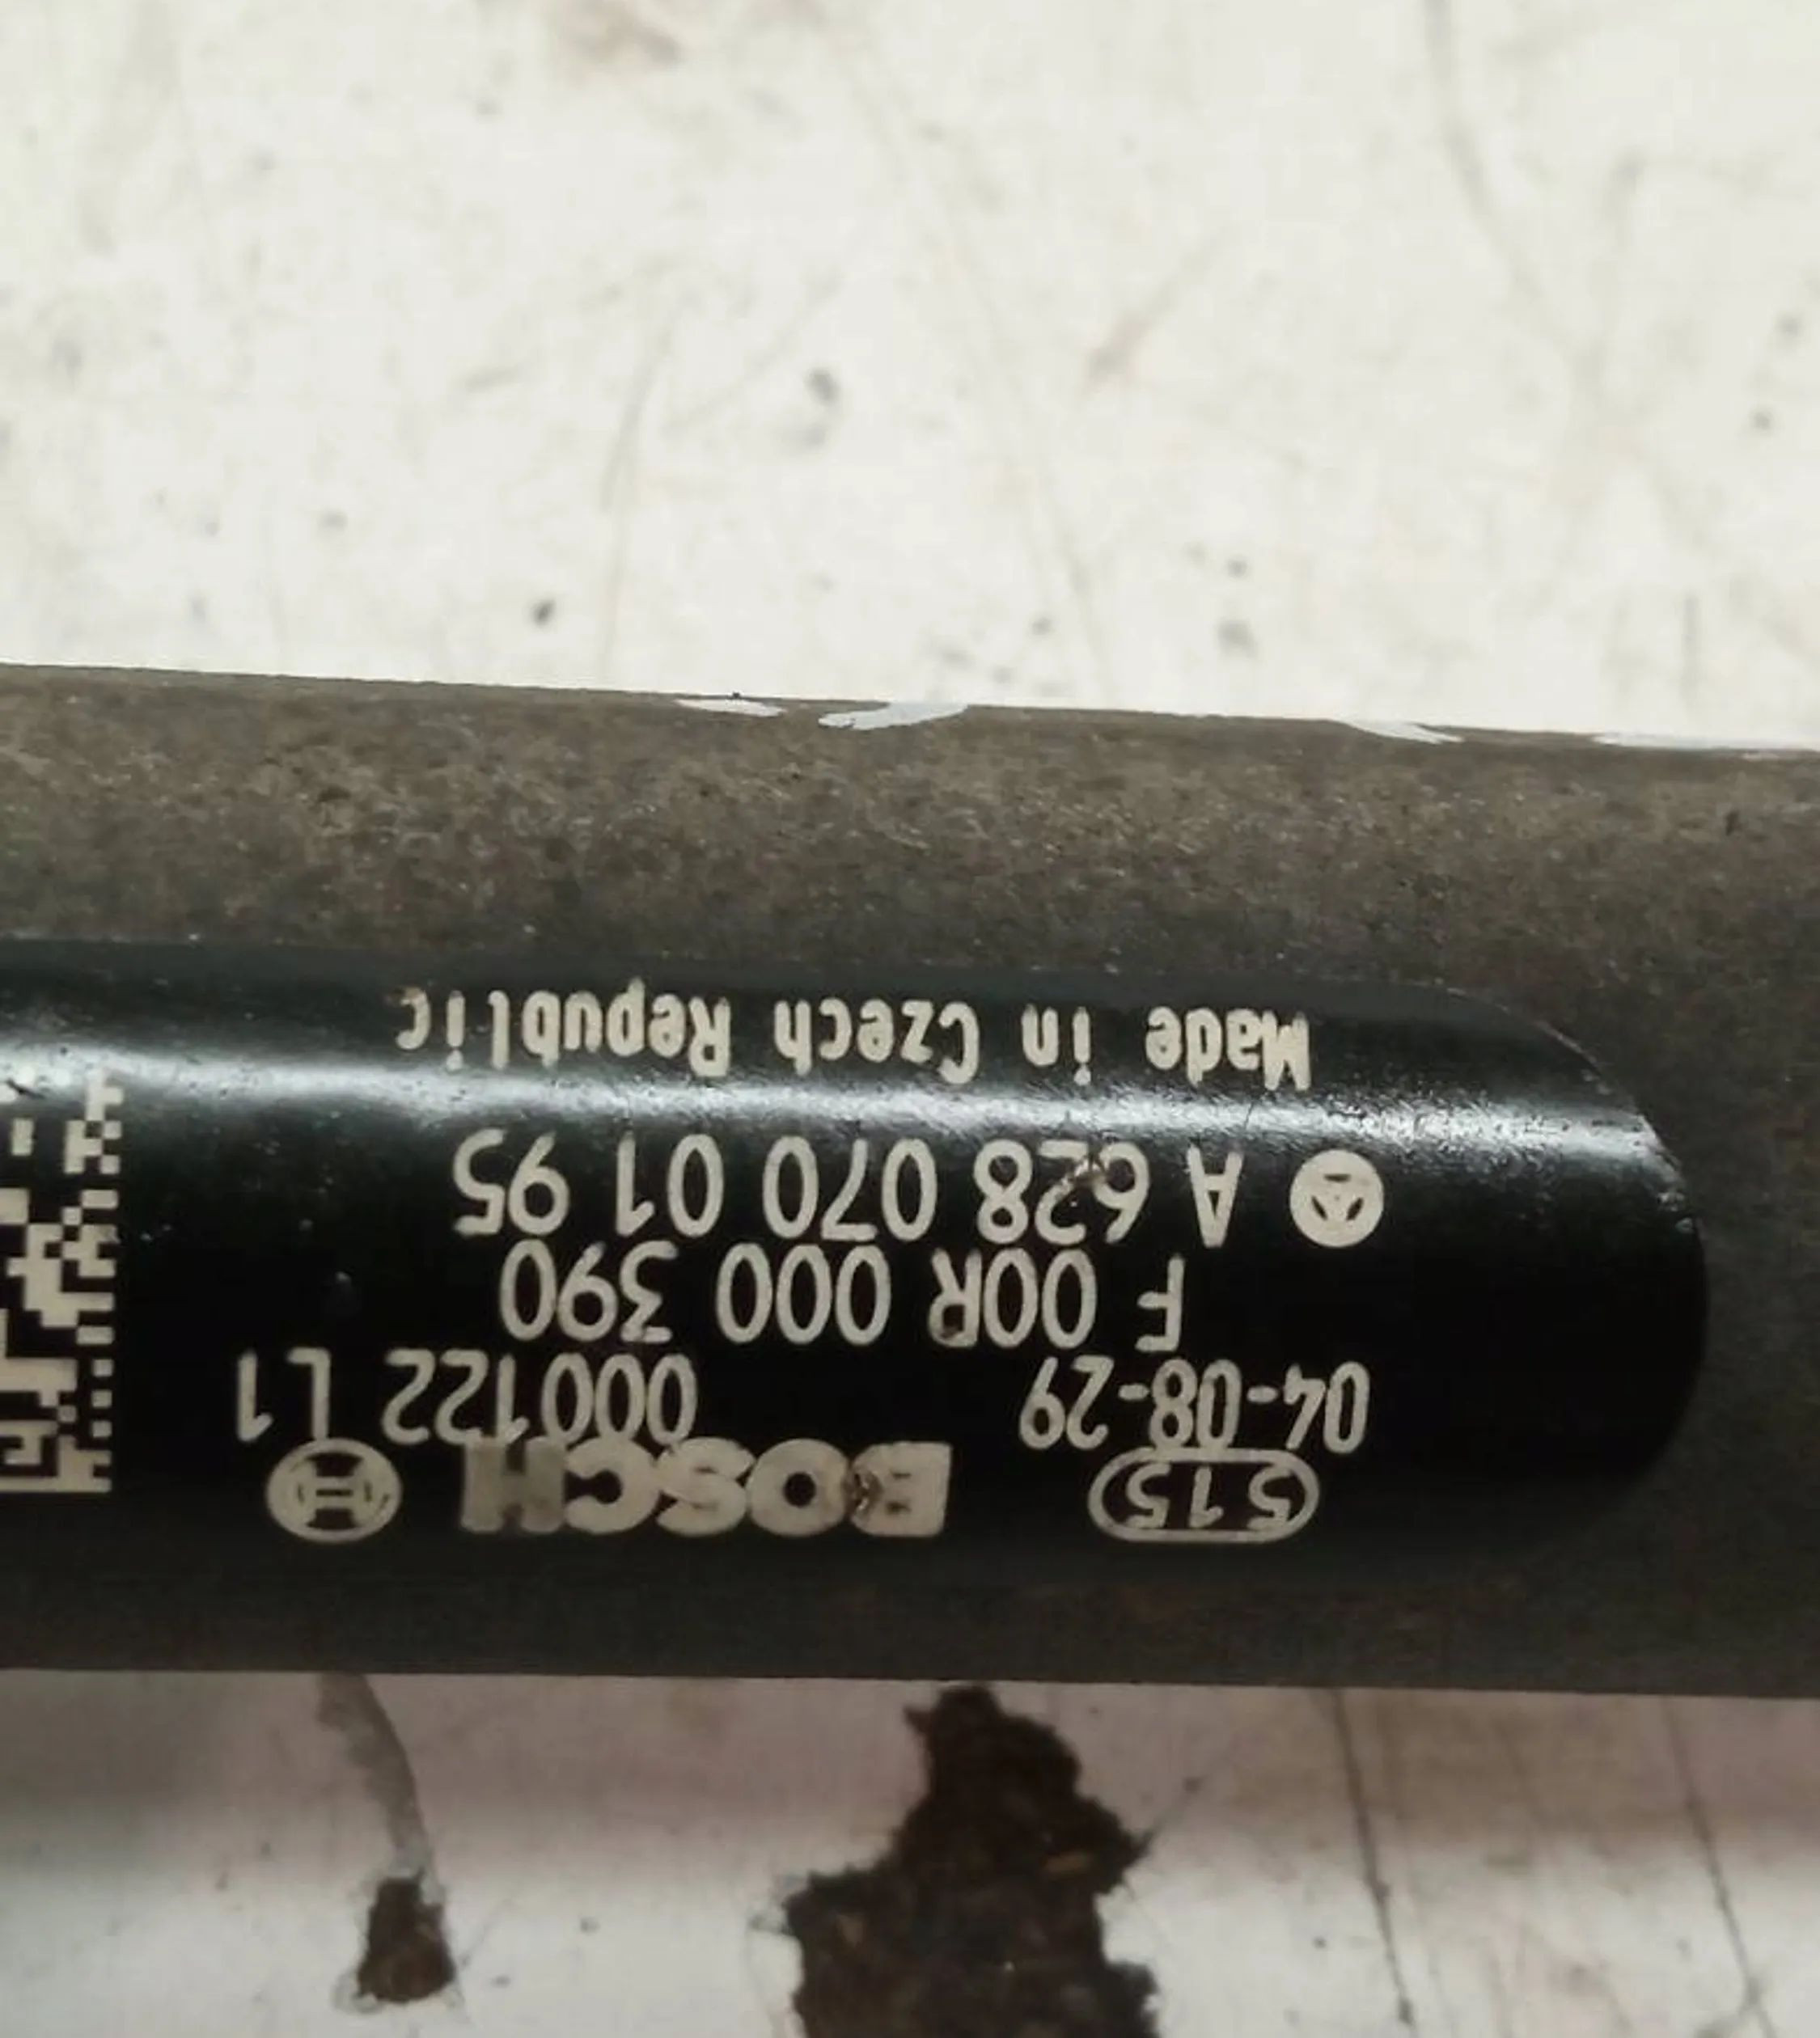 515 BOSCH
04-08-29 000122 L1
F 00R 000 390
A 628 070 01 95
Made in Czech Republic